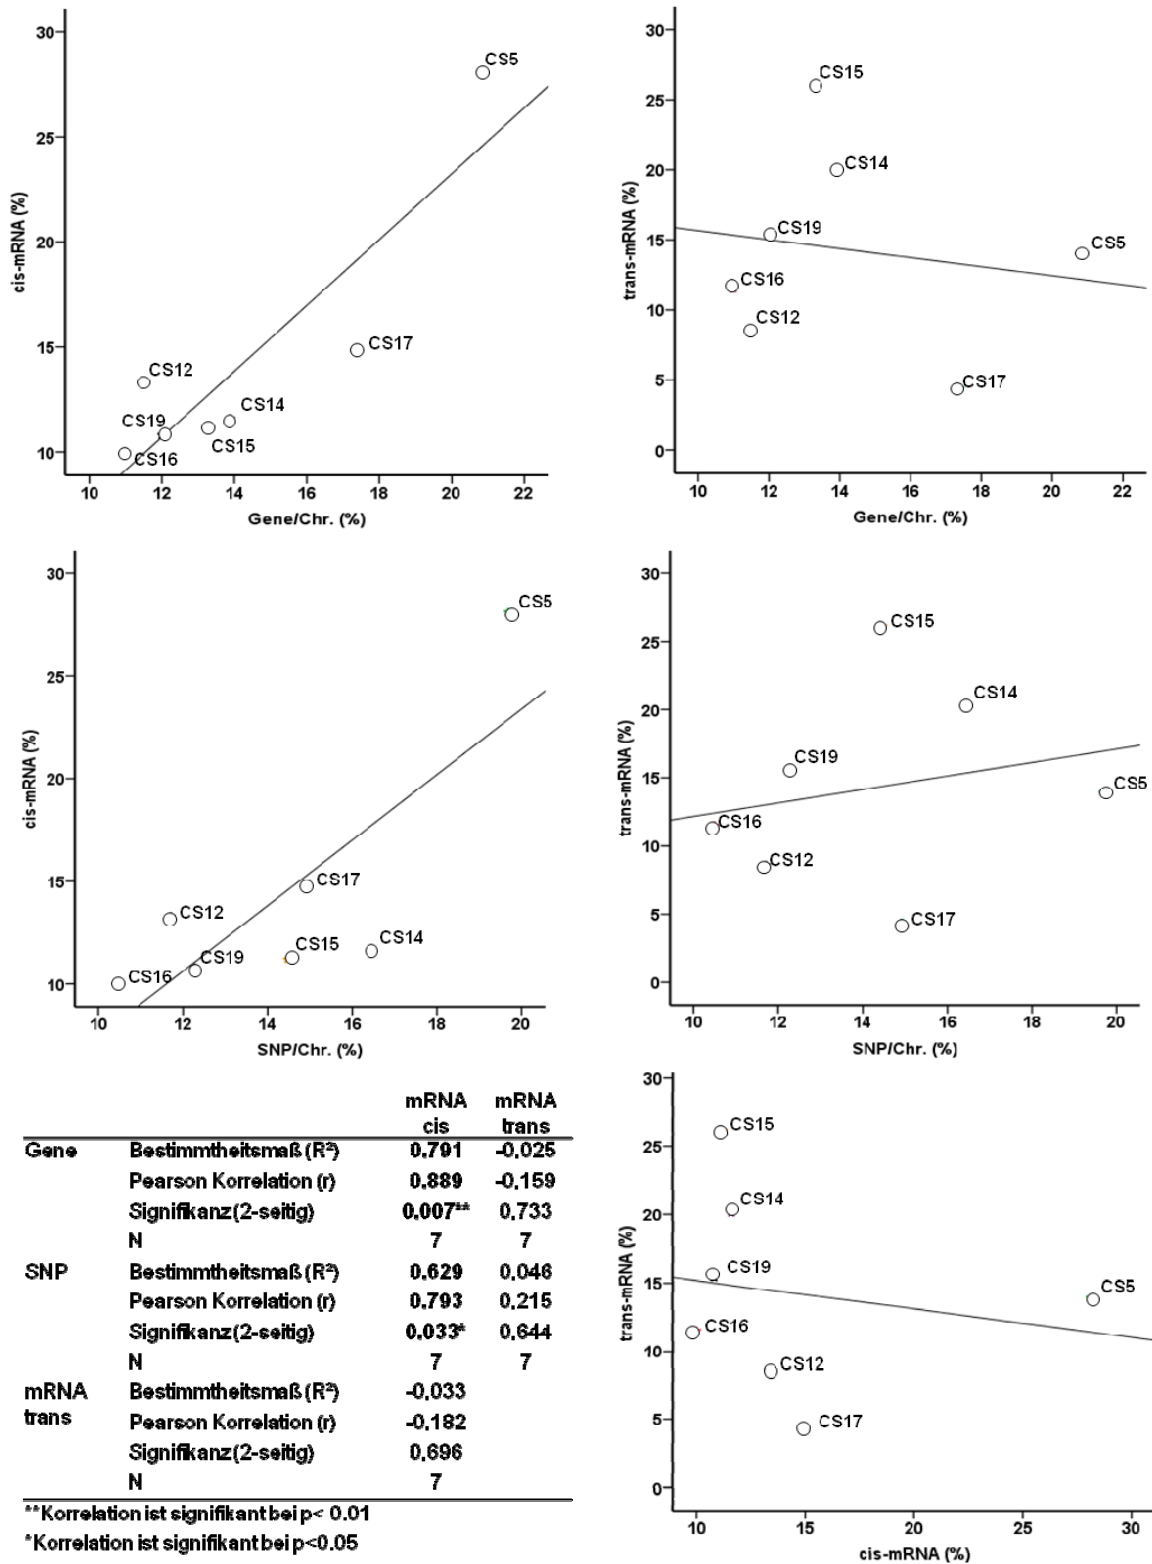 30
25
20
15
10
cis-mRNA (%)
CS5
CS17
CS12
CS14
CS19
CS15
CS16
10 12 14 16 18 20 22
Gene/Chr. (%)
30
25
20
15
10
5
0
trans-mRNA (%)
CS15
CS14
CS19
CS5
CS16
CS12
CS17
10 12 14 16 18 20 22
Gene/Chr. (%)
30
25
20
15
10
cis-mRNA (%)
CS5
CS17
CS12
CS14
CS15
CS19
CS16
10 12 14 16 18 20
SNP/Chr. (%)
30
25
20
15
10
5
0
trans-mRNA (%)
CS15
CS14
CS19
CS5
CS16
CS12
CS17
10 12 14 16 18 20
SNP/Chr. (%)
mRNA mRNA
cis trans
Gene Bestimmtheitsmaß (R²) 0,791 -0,025
Pearson Korrelation (r) 0,889 -0,159
Signifikanz (2-seitig) 0,007** 0,733
N 7 7
SNP Bestimmtheitsmaß (R²) 0,629 0,046
Pearson Korrelation (r) 0,793 0,215
Signifikanz (2-seitig) 0,033* 0,644
N 7 7
mRNA Bestimmtheitsmaß (R²) -0,033
trans Pearson Korrelation (r) -0,182
Signifikanz (2-seitig) 0,696
N 7
**Korrelation ist signifikant bei p< 0.01
*Korrelation ist signifikant bei p<0.05
30
25
20
15
10
5
0
trans-mRNA (%)
CS15
CS14
CS19
CS5
CS16
CS12
CS17
10 15 20 25 30
cis-mRNA (%)